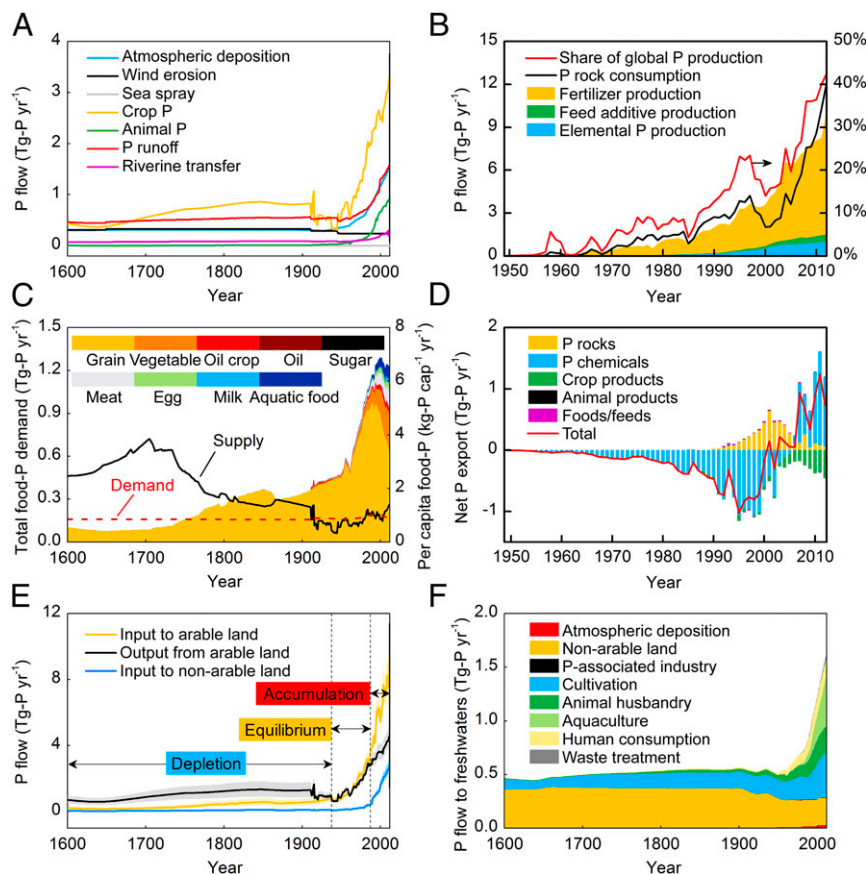 A
P flow (Tg-P yr⁻¹)
4
3
2
1
0
Atmospheric deposition
Wind erosion
Sea spray
Crop P
Animal P
P runoff
Riverine transfer
1600 1700 1800 1900 2000
Year
B
P flow (Tg-P yr⁻¹)
15
12
9
6
3
0
50%
40%
30%
20%
10%
0%
Share of global P production
P rock consumption
Fertilizer production
Feed additive production
Elemental P production
1950 1960 1970 1980 1990 2000 2010
Year
C
Total food-P demand (Tg-P yr⁻¹)
1.5
1.2
0.9
0.6
0.3
0.0
Per capita food-P (kg-P cap⁻¹ yr⁻¹)
8
6
4
2
0
Grain Vegetable Oil crop Oil Sugar
Meat Egg Milk Aquatic food
Supply
Demand
1600 1700 1800 1900 2000
Year
D
Net P export (Tg-P yr⁻¹)
2
1
0
-1
P rocks
P chemicals
Crop products
Animal products
Foods/feeds
Total
1950 1960 1970 1980 1990 2000 2010
Year
E
P flow (Tg-P yr⁻¹)
12
8
4
0
Input to arable land
Output from arable land
Input to non-arable land
Accumulation
Equilibrium
Depletion
1600 1700 1800 1900 2000
Year
F
P flow to freshwaters (Tg-P yr⁻¹)
2.0
1.5
1.0
0.5
0.0
Atmospheric deposition
Non-arable land
P-associated industry
Cultivation
Animal husbandry
Aquaculture
Human consumption
Waste treatment
1600 1700 1800 1900 2000
Year